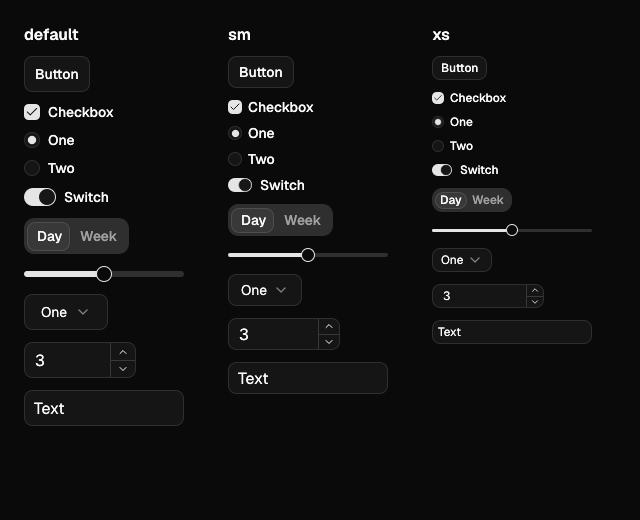 default
Button
Checkbox
One
Two
Switch
Day Week
One
3
Text
sm
Button
Checkbox
One
Two
Switch
Day Week
One
3
Text
xs
Button
Checkbox
One
Two
Switch
Day Week
One
3
Text